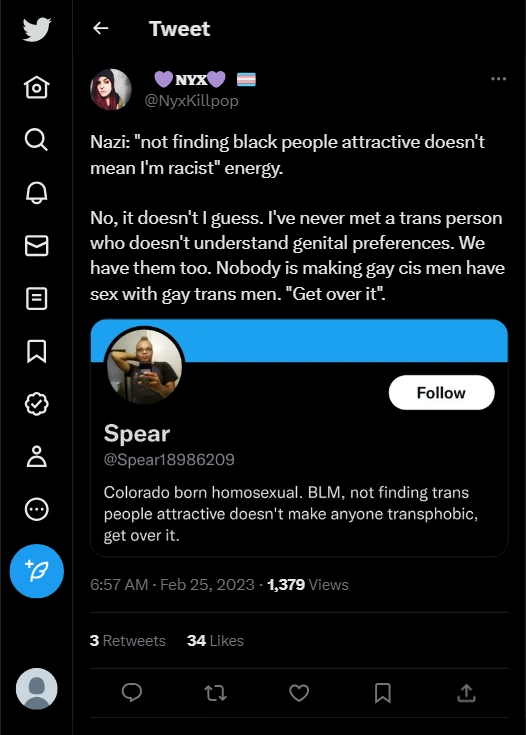 Tweet
💜NYX💜 🏳️‍⚧️
@NyxKillpop
Nazi: "not finding black people attractive doesn't
mean I'm racist" energy.
No, it doesn't I guess. I've never met a trans person
who doesn't understand genital preferences. We
have them too. Nobody is making gay cis men have
sex with gay trans men. "Get over it".
Follow
Spear
@Spear18986209
Colorado born homosexual. BLM, not finding trans
people attractive doesn't make anyone transphobic,
get over it.
6:57 AM · Feb 25, 2023 · 1,379 Views
3 Retweets 34 Likes